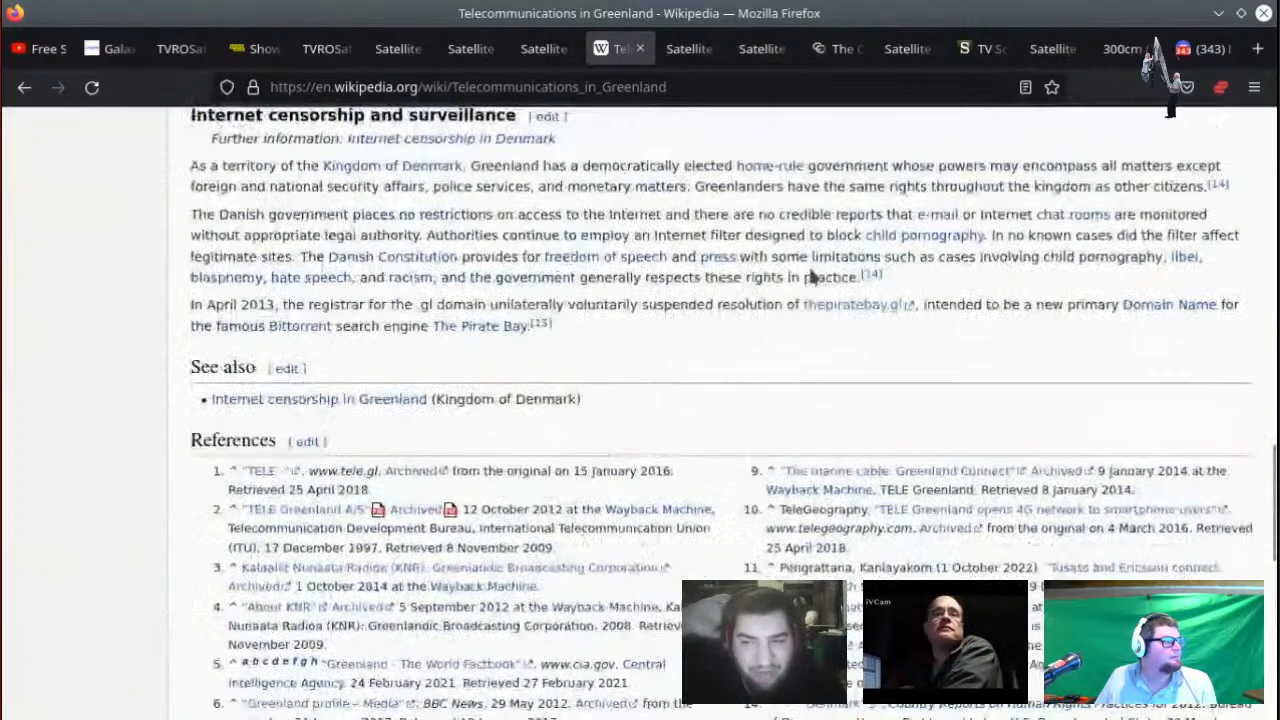 Telecommunications in Greenland - Wikipedia — Mozilla Firefox
Free S Gala TVROSat Show TVROSat Satellite Satellite Satellite Tel Satellite Satellite The C Satellite TV Sc Satellite 300cm (343)
https://en.wikipedia.org/wiki/Telecommunications_in_Greenland
Internet censorship and surveillance [ edit ]
Further information: Internet censorship in Denmark
As a territory of the Kingdom of Denmark, Greenland has a democratically elected home-rule government whose powers may encompass all matters except
foreign and national security affairs, police services, and monetary matters. Greenlanders have the same rights throughout the kingdom as other citizens.[14]
The Danish government places no restrictions on access to the Internet and there are no credible reports that e-mail or Internet chat rooms are monitored
without appropriate legal authority. Authorities continue to employ an Internet filter designed to block child pornography. In no known cases did the filter affect
legitimate sites. The Danish Constitution provides for freedom of speech and press with some limitations such as cases involving child pornography, libel,
blasphemy, hate speech, and racism, and the government generally respects these rights in practice.[14]
In April 2013, the registrar for the .gl domain unilaterally voluntarily suspended resolution of thepiratebay.gl, intended to be a new primary Domain Name for
the famous Bittorrent search engine The Pirate Bay.[15]
See also [ edit ]
• Internet censorship in Greenland (Kingdom of Denmark)
References [ edit ]
1. ^ "TELE ". www.tele.gl. Archived from the original on 15 January 2016.
Retrieved 25 April 2018.
2. ^ "TELE Greenland A/S" Archived 12 October 2012 at the Wayback Machine,
Telecommunication Development Bureau, International Telecommunication Union
(ITU), 17 December 1997. Retrieved 8 November 2009.
3. ^ Kalaallit Nunaata Radioa (KNR): Greenlandic Broadcasting Corporation
Archived 1 October 2014 at the Wayback Machine.
4. ^ "About KNR" Archived 5 September 2012 at the Wayback Machine, Kal
Nunaata Radioa (KNR): Greenlandic Broadcasting Corporation, 2008. Retriev
November 2009.
5. ^ a b c d e f g h "Greenland - The World Factbook". www.cia.gov. Central
Intelligence Agency. 24 February 2021. Retrieved 27 February 2021.
6. ^ "Greenland profile - Media". BBC News. 29 May 2012. Archived from the
9. ^ "The marine cable: Greenland Connect" Archived 9 January 2014 at the
Wayback Machine, TELE Greenland. Retrieved 8 January 2014.
10. ^ TeleGeography. "TELE Greenland opens 4G network to smartphone users".
www.telegeography.com. Archived from the original on 4 March 2016. Retrieved
25 April 2018.
11. ^ Pengrattana, Kanlayakom (1 October 2022). "Tusass and Ericsson connect
iVCam